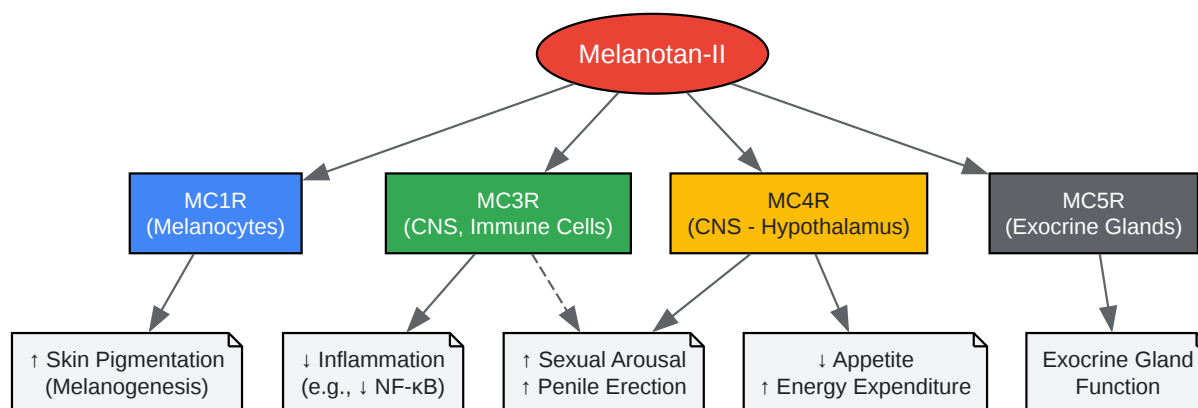 Melanotan-II
MC1R
(Melanocytes)
MC3R
(CNS, Immune Cells)
MC4R
(CNS - Hypothalamus)
MC5R
(Exocrine Glands)
↑ Skin Pigmentation
(Melanogenesis)
↓ Inflammation
(e.g., ↓ NF-κB)
↑ Sexual Arousal
↑ Penile Erection
↓ Appetite
↑ Energy Expenditure
Exocrine Gland
Function